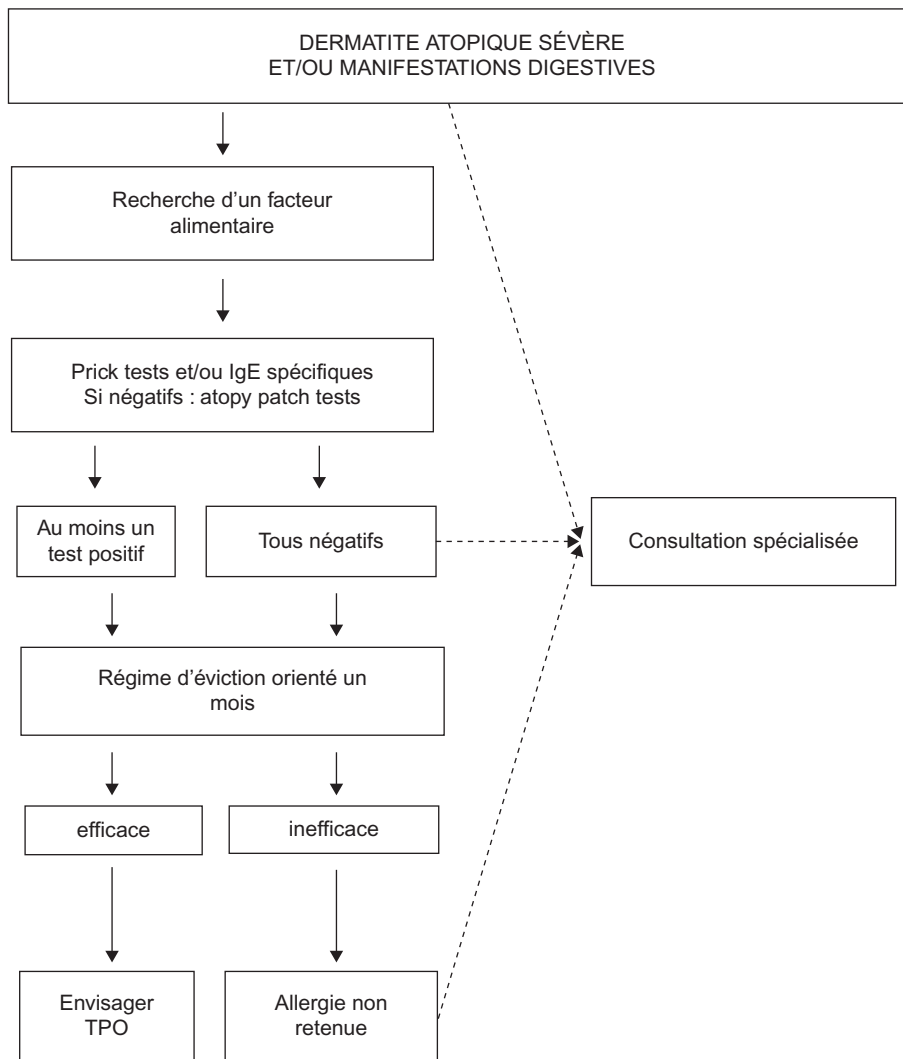 DERMATITE ATOPIQUE SÉVÈRE
ET/OU MANIFESTATIONS DIGESTIVES
Recherche d’un facteur
alimentaire
Prick tests et/ou IgE spécifiques
Si négatifs : atopy patch tests
Au moins un
test positif
Tous négatifs
Consultation spécialisée
Régime d’éviction orienté un
mois
efficace
inefficace
Envisager
TPO
Allergie non
retenue